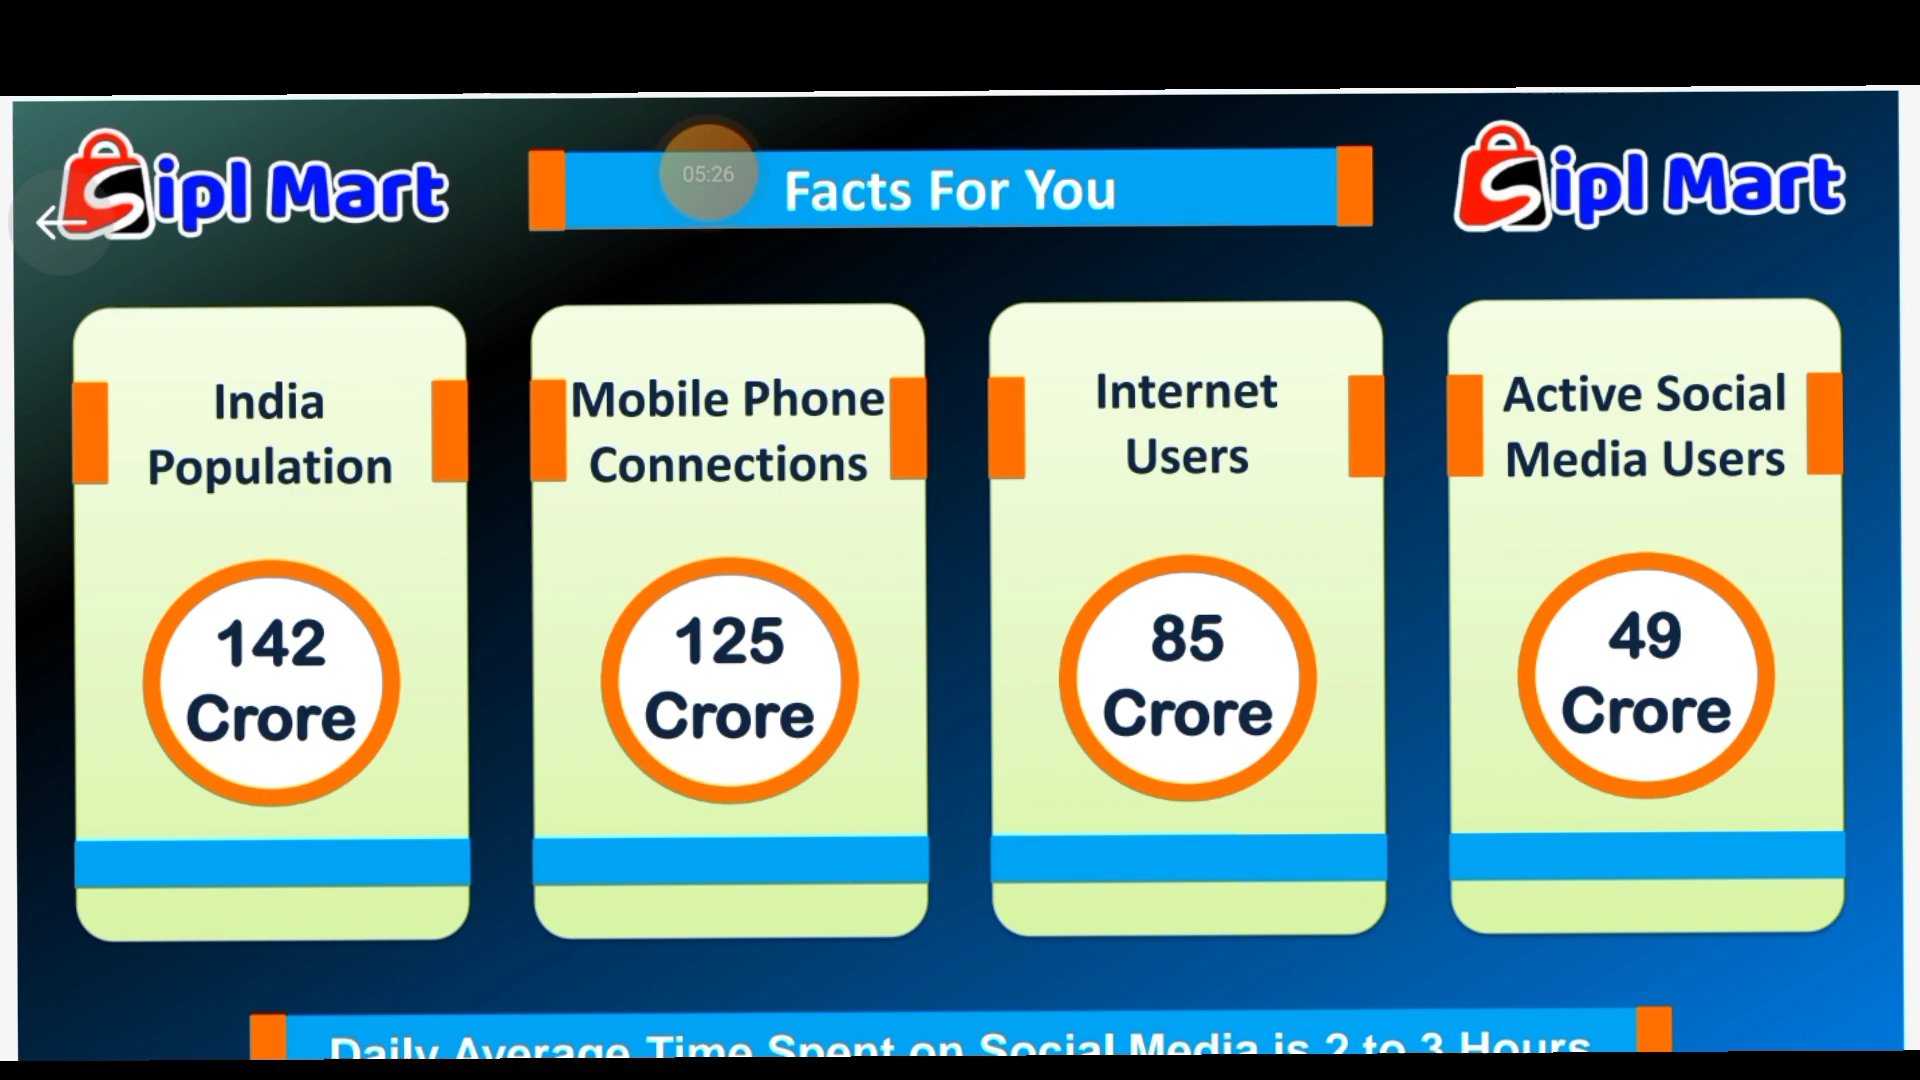 Sipl Mart
05:26
Facts For You
Sipl Mart
India
Population
142
Crore
Mobile Phone
Connections
125
Crore
Internet
Users
85
Crore
Active Social
Media Users
49
Crore
Daily Average Time Spent on Social Media is 2 to 3 Hours